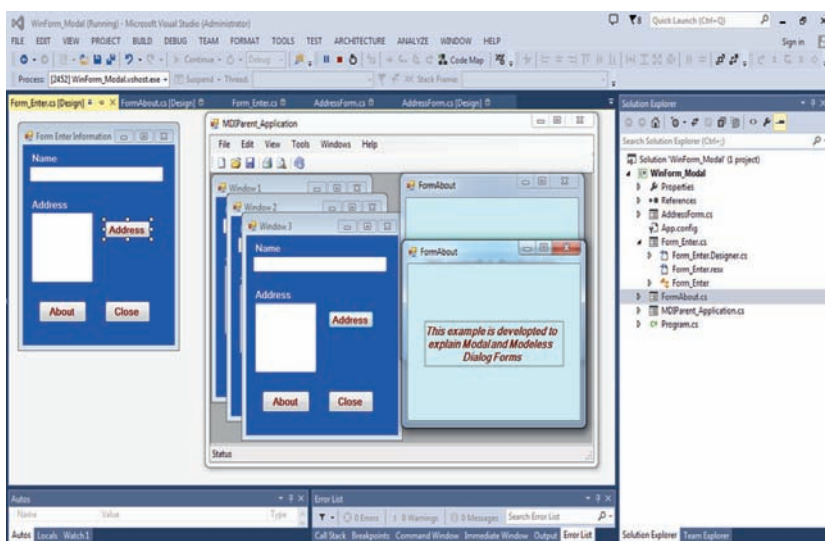 WinForm_Modal (Running) - Microsoft Visual Studio (Administrator)
Quick Launch (Ctrl+Q)
FILE EDIT VIEW PROJECT BUILD DEBUG TEAM FORMAT TOOLS TEST ARCHITECTURE ANALYZE WINDOW HELP
Sign in
Continue
Debug
Code Map
Process: [2452] WinForm_Modal.vshost.exe
Suspend
Thread:
Stack Frame:
Form_Enter.cs [Design]
FormAbout.cs [Design]
Form_Enter.cs
AddressForm.cs
AddressForm.cs [Design]
Form Enter Information
Name
Address
Address
About
Close
MDIParent_Application
File Edit View Tools Windows Help
Window 1
Window 2
Window 3
Name
Address
Address
About
Close
FormAbout
FormAbout
This example is developted to
explain Modal and Modeless
Dialog Forms
Status
Solution Explorer
Search Solution Explorer (Ctrl+;)
Solution 'WinForm_Modal' (1 project)
WinForm_Modal
Properties
References
AddressForm.cs
App.config
Form_Enter.cs
Form_Enter.Designer.cs
Form_Enter.resx
Form_Enter
FormAbout.cs
MDIParent_Application.cs
C# Program.cs
Autos
Name Value Type
Autos Locals Watch 1
Error List
0 Errors
0 Warnings
0 Messages
Search Error List
Call Stack Breakpoints Command Window Immediate Window Output Error List
Solution Explorer Team Explorer